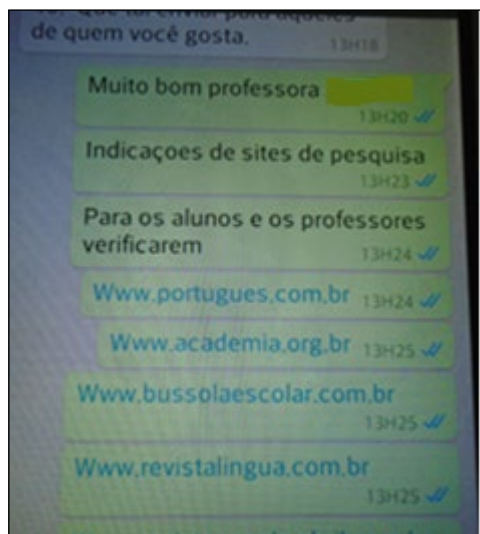 de quem você gosta.
13H18
Muito bom professora
13H20
Indicaçoes de sites de pesquisa
13H23
Para os alunos e os professores
verificarem
13H24
Www.portugues.com.br 13H24
Www.academia.org.br 13H25
Www.bussolaescolar.com.br
13H25
Www.revistalingua.com.br
13H25